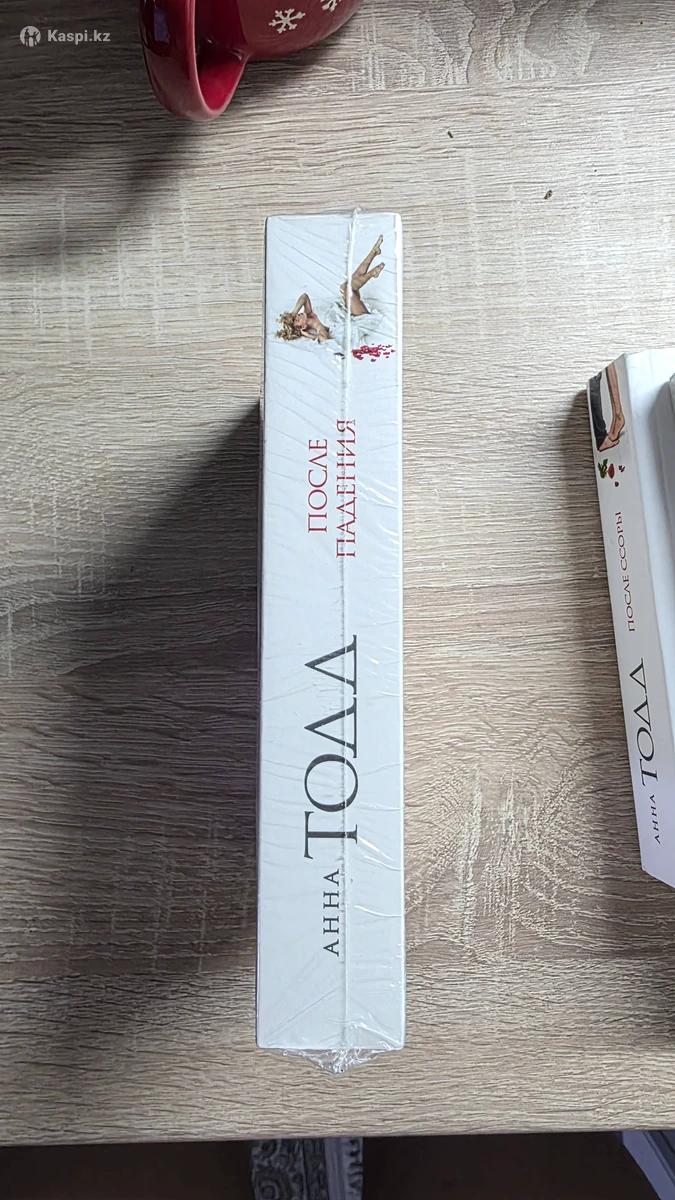 Kaspi.kz
АННА
ТОДД
ПОСЛЕ
ПАДЕНИЯ
АННА
ТОДД
ПОСЛЕ ССОРЫ